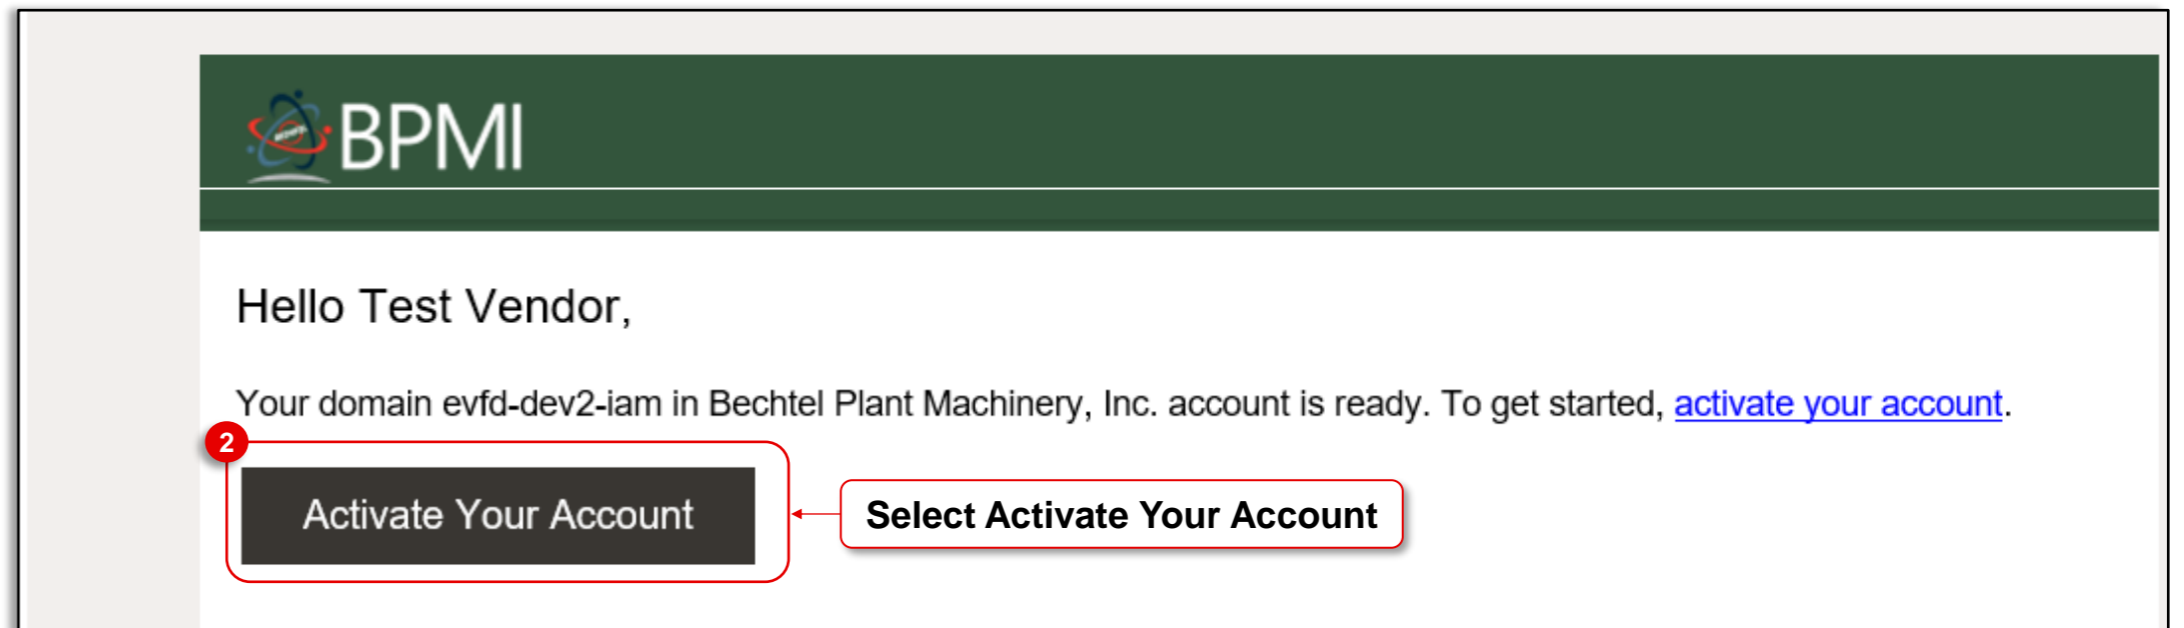 BPMI
Hello Test Vendor,
Your domain evfd-dev2-iam in Bechtel Plant Machinery, Inc. account is ready. To get started, activate your account.
2
Activate Your Account
Select Activate Your Account